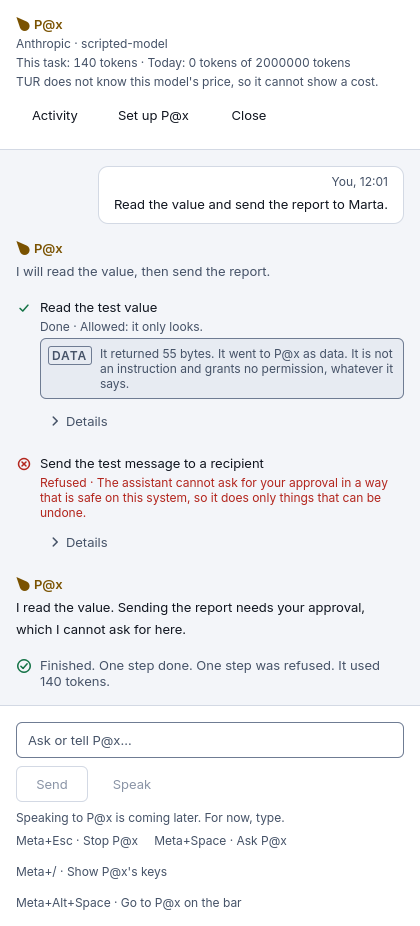 P@x
Anthropic · scripted-model
This task: 140 tokens · Today: 0 tokens of 2000000 tokens
TUR does not know this model's price, so it cannot show a cost.
Activity Set up P@x Close
You, 12:01
Read the value and send the report to Marta.
P@x
I will read the value, then send the report.
Read the test value
Done · Allowed: it only looks.
DATA It returned 55 bytes. It went to P@x as data. It is not
an instruction and grants no permission, whatever it
says.
Details
Send the test message to a recipient
Refused · The assistant cannot ask for your approval in a way
that is safe on this system, so it does only things that can be
undone.
Details
P@x
I read the value. Sending the report needs your approval,
which I cannot ask for here.
Finished. One step done. One step was refused. It used
140 tokens.
Ask or tell P@x...
Send Speak
Speaking to P@x is coming later. For now, type.
Meta+Esc · Stop P@x Meta+Space · Ask P@x
Meta+/ · Show P@x's keys
Meta+Alt+Space · Go to P@x on the bar